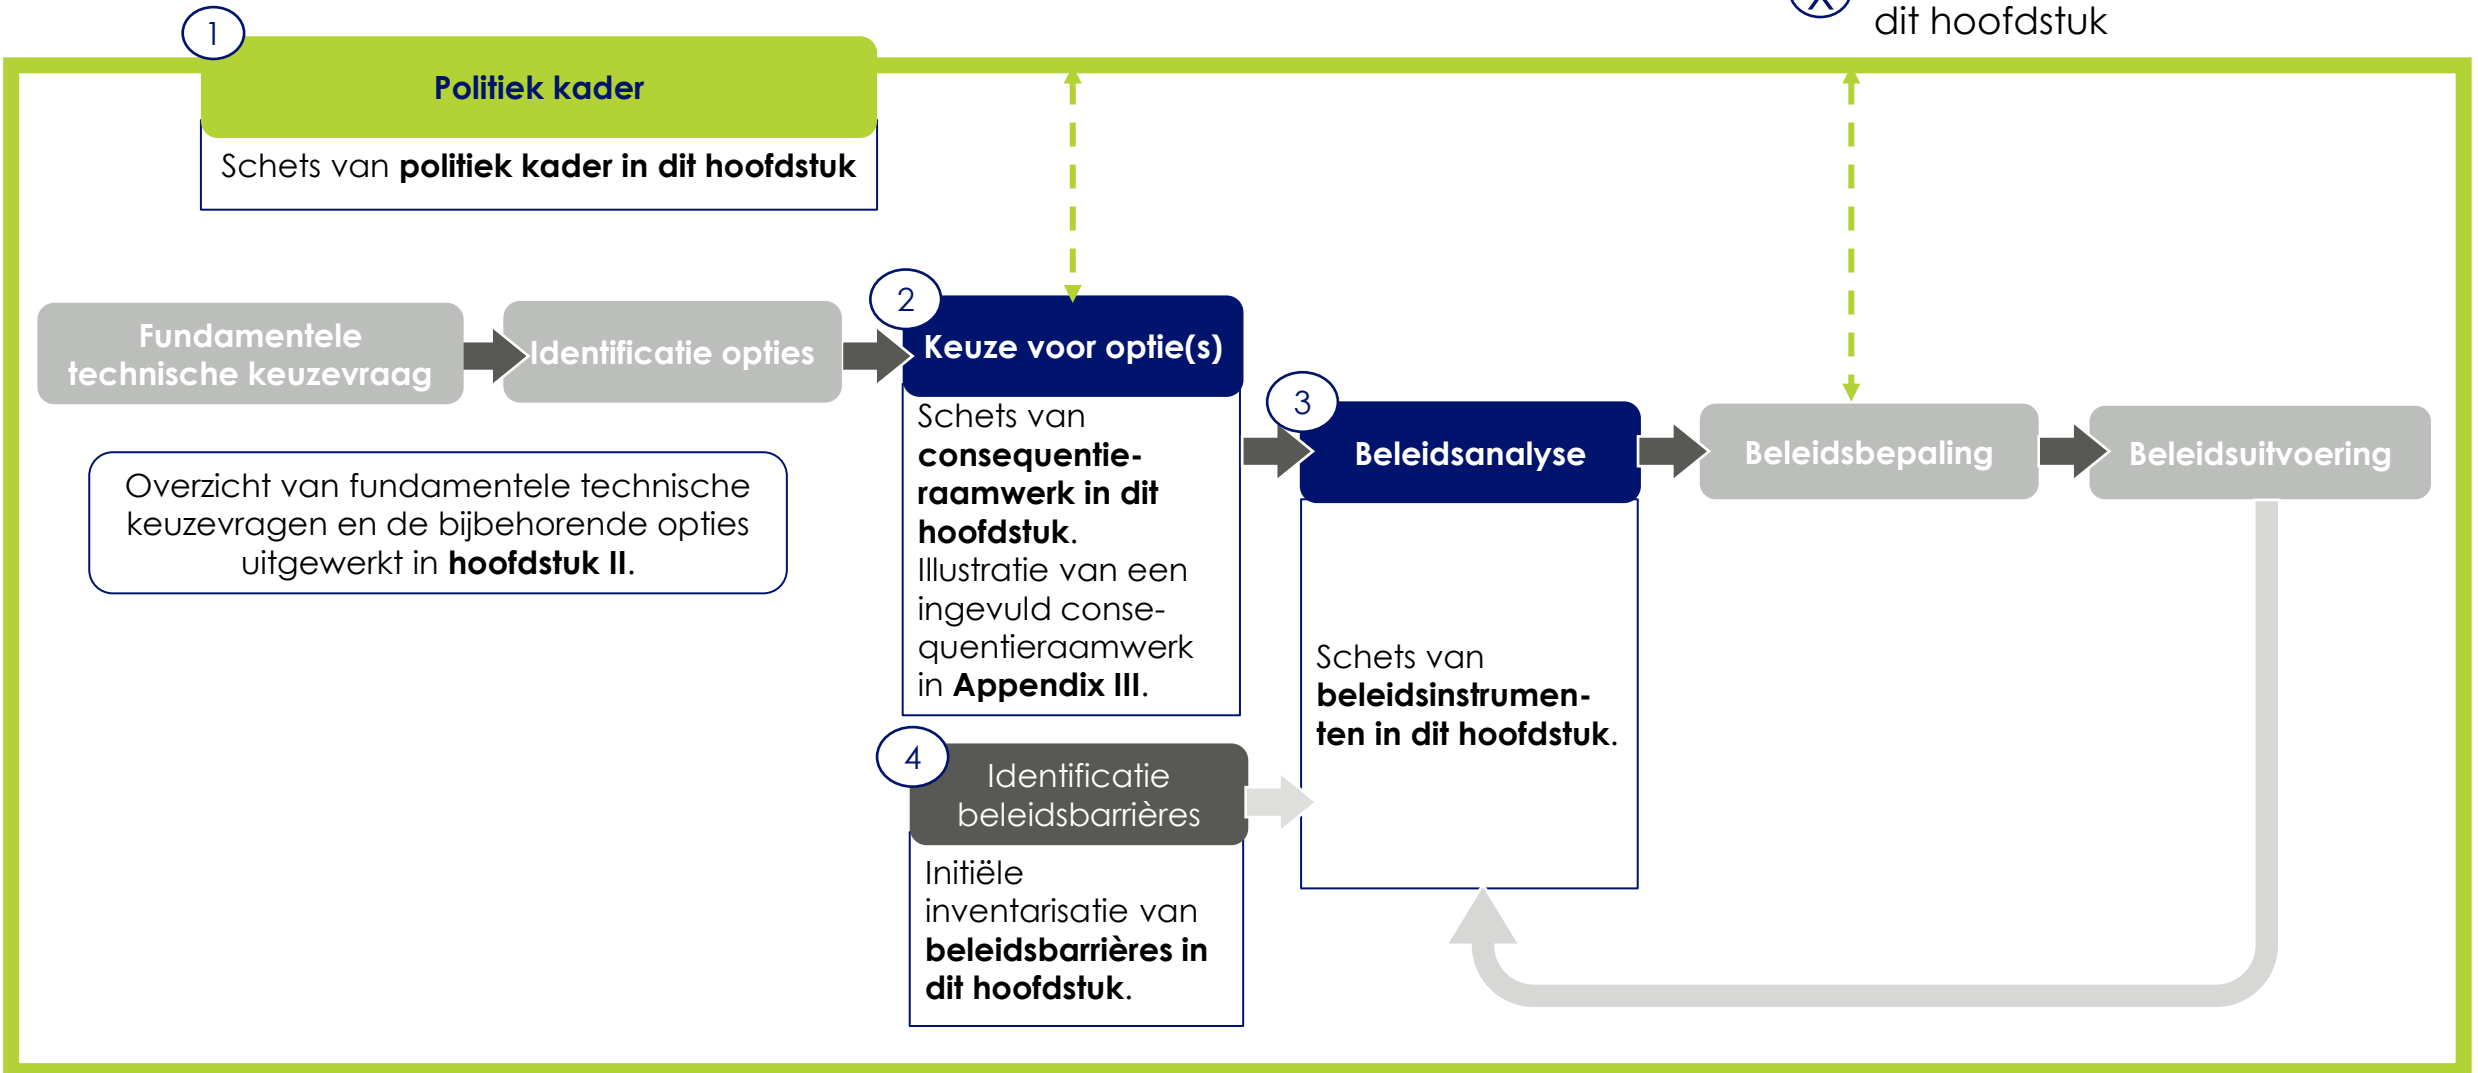 X
dit hoofdstuk
1
Politiek kader
Schets van politiek kader in dit hoofdstuk
Fundamentele
technische keuzevraag
Identificatie opties
2
Keuze voor optie(s)
3
Beleidsanalyse
Beleidsbepaling
Beleidsuitvoering
Overzicht van fundamentele technische
keuzevragen en de bijbehorende opties
uitgewerkt in hoofdstuk II.
Schets van
consequentie-
raamwerk in dit
hoofdstuk.
Illustratie van een
ingevuld conse-
quentieraamwerk
in Appendix III.
Schets van
beleidsinstrumen-
ten in dit hoofdstuk.
4
Identificatie
beleidsbarrières
Initiële
inventarisatie van
beleidsbarrières in
dit hoofdstuk.